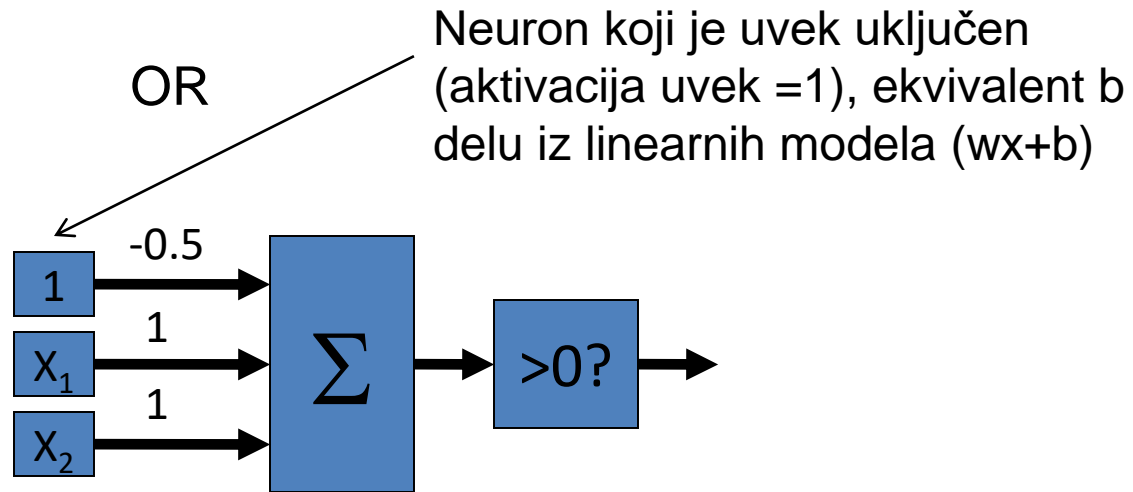 Neuron koji je uvek uključen
(aktivacija uvek =1), ekvivalent b
delu iz linearnih modela (wx+b)
OR
-0.5
1
1
X₁
1
X₂
Σ
>0?